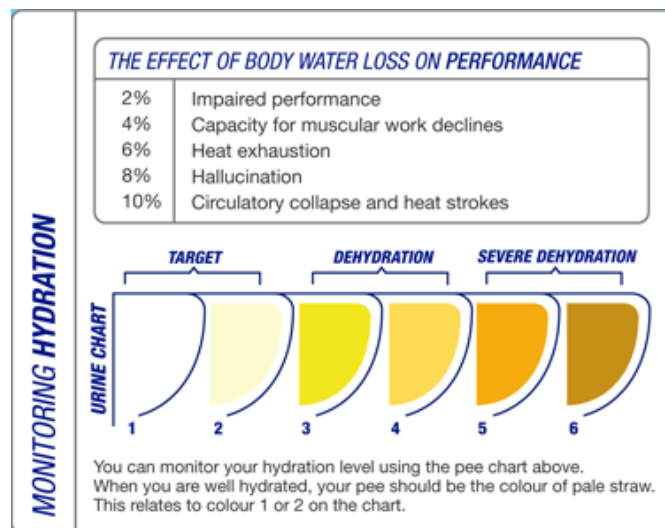 MONITORING HYDRATION
THE EFFECT OF BODY WATER LOSS ON PERFORMANCE
2% Impaired performance
4% Capacity for muscular work declines
6% Heat exhaustion
8% Hallucination
10% Circulatory collapse and heat strokes
TARGET DEHYDRATION SEVERE DEHYDRATION
URINE CHART
1 2 3 4 5 6
You can monitor your hydration level using the pee chart above.
When you are well hydrated, your pee should be the colour of pale straw.
This relates to colour 1 or 2 on the chart.